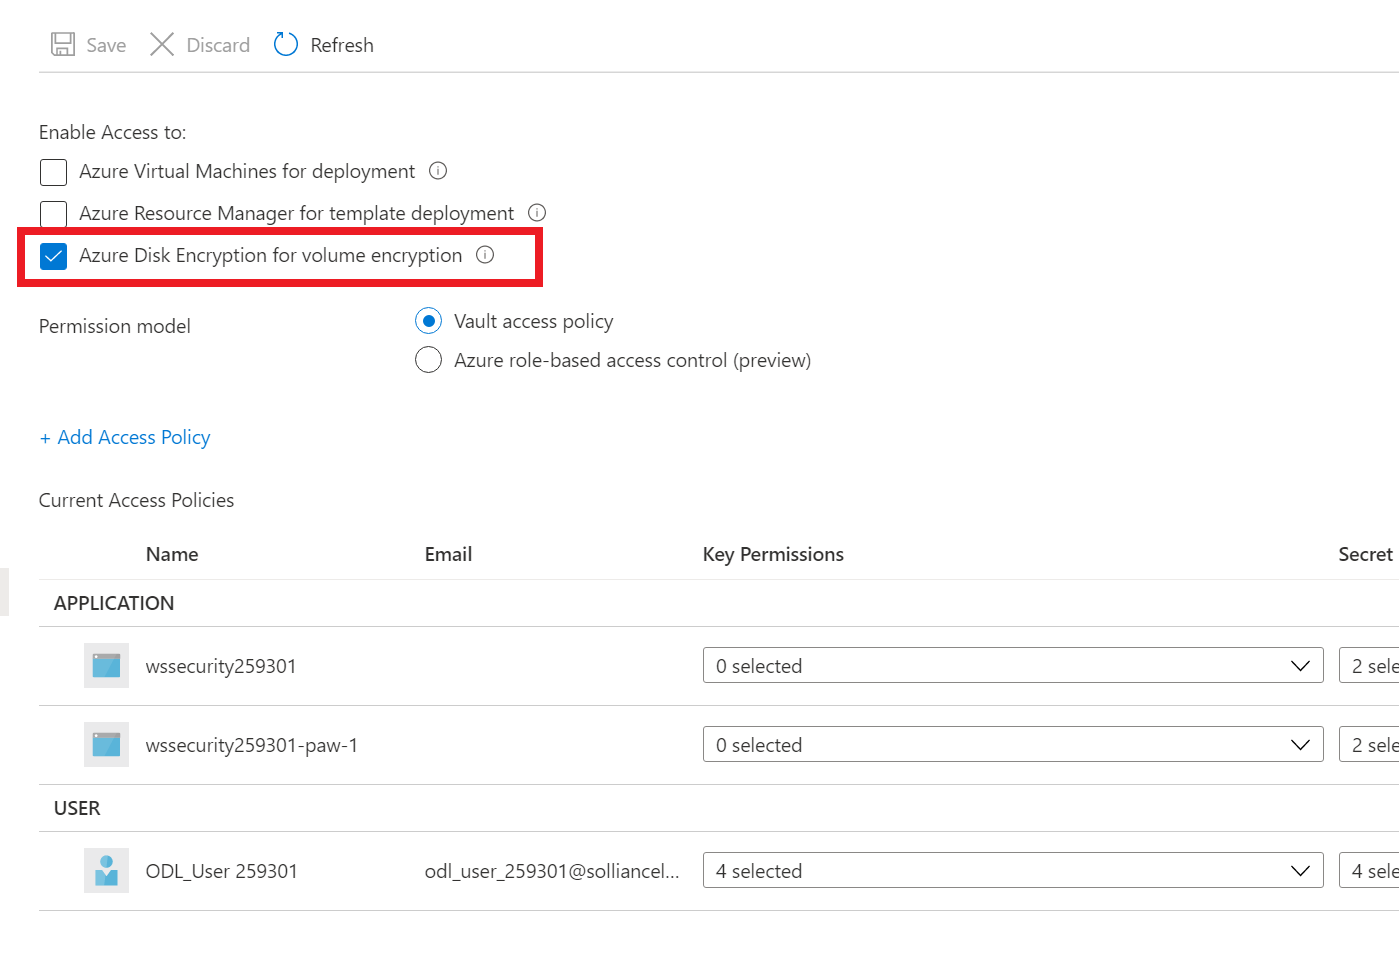 Save Discard Refresh
Enable Access to:
Azure Virtual Machines for deployment
Azure Resource Manager for template deployment
Azure Disk Encryption for volume encryption
Permission model
Vault access policy
Azure role-based access control (preview)
+ Add Access Policy
Current Access Policies
Name Email Key Permissions Secret
APPLICATION
wssecurity259301 0 selected 2 sele
wssecurity259301-paw-1 0 selected 2 sele
USER
ODL_User 259301 odl_user_259301@solliancel... 4 selected 4 sele